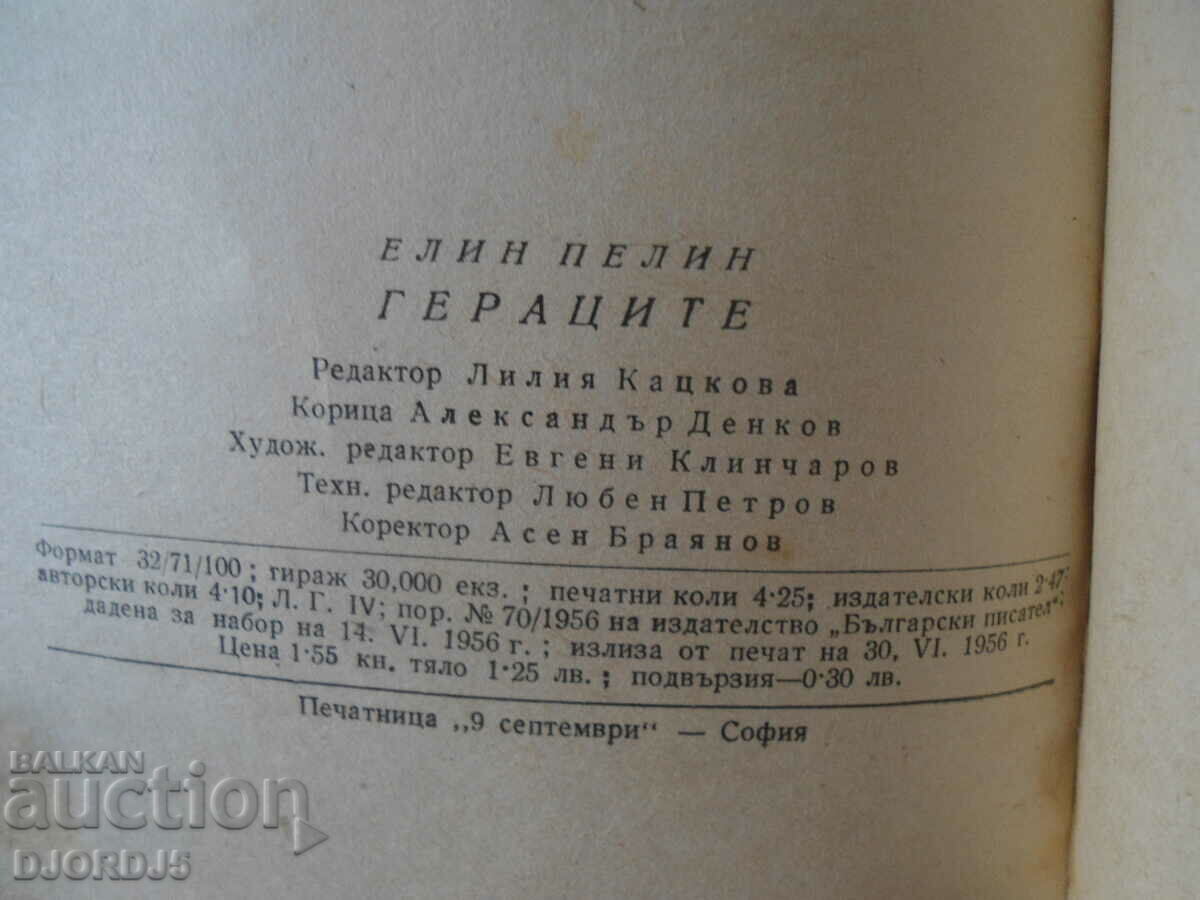 ЕЛИН ПЕЛИН
ГЕРАЦИТЕ
Редактор Лилия Кацкова
Корица Александър Денков
Худож. редактор Евгени Клинчаров
Техн. редактор Любен Петров
Коректор Асен Браянов
Формат 32/71/100; тираж 30,000 екз.; печатни коли 4·25; издателски коли 2·47;
авторски коли 4·10; Л. Г. IV; пор. № 70/1956 на издателство „Български писател“;
дадена за набор на 14. VI. 1956 г.; излиза от печат на 30, VI. 1956 г.
Цена 1·55 кн. тяло 1·25 лв.; подвързия—0·30 лв.
Печатница „9 септември“ — София
BALKAN
auction
DJORDJ5